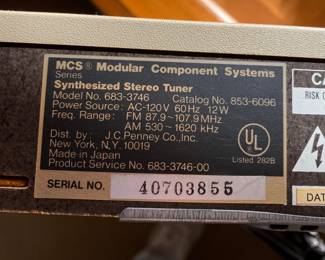 MCS® Modular Component Systems
Series
Synthesized Stereo Tuner
Model No. 683-3746 Catalog No. 853-6096
Power Source: AC-120V 60Hz 12W
Freq. Range: FM 87.9~107.9 MHz
AM 530~1620 kHz
Dist. by: J.C.Penney Co., Inc.
New York, N.Y. 10019
Made in Japan
Product Service No. 683-3746-00
UL
Listed 282B
SERIAL NO. 40703855
CA
RISK O
DAT